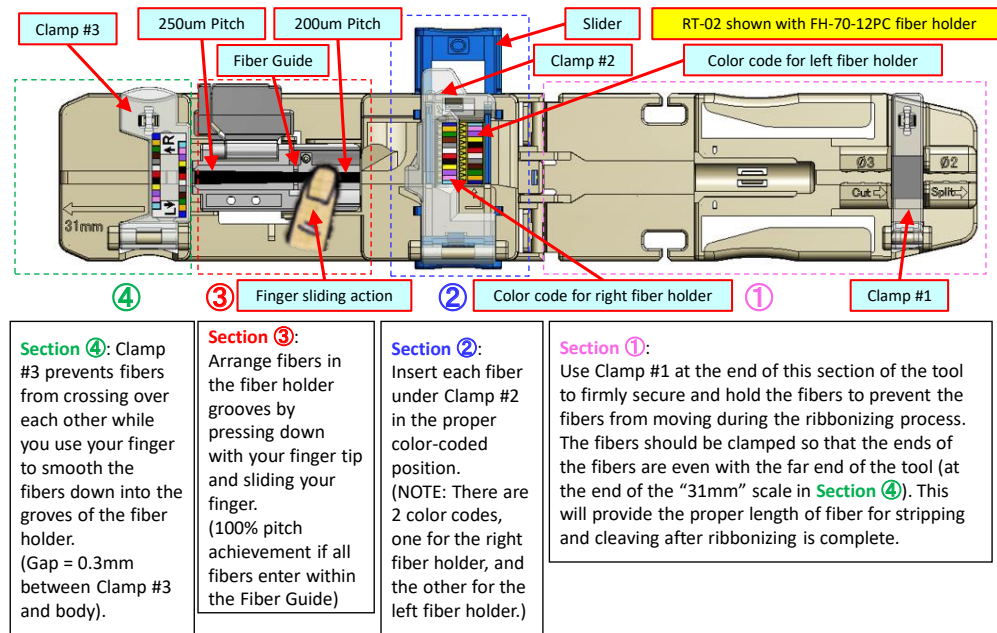 Clamp #3
250um Pitch
200um Pitch
Slider
RT-02 shown with FH-70-12PC fiber holder
Fiber Guide
Clamp #2
Color code for left fiber holder
R
L
31mm
Ø3
Ø2
Cut
Split
Finger sliding action
Color code for right fiber holder
Clamp #1
④
③
②
①
Section ④: Clamp
#3 prevents fibers
from crossing over
each other while
you use your finger
to smooth the
fibers down into the
groves of the fiber
holder.
(Gap = 0.3mm
between Clamp #3
and body).
Section ③:
Arrange fibers in
the fiber holder
grooves by
pressing down
with your finger tip
and sliding your
finger.
(100% pitch
achievement if all
fibers enter within
the Fiber Guide)
Section ②:
Insert each fiber
under Clamp #2
in the proper
color-coded
position.
(NOTE: There are
2 color codes,
one for the right
fiber holder, and
the other for the
left fiber holder.)
Section ①:
Use Clamp #1 at the end of this section of the tool
to firmly secure and hold the fibers to prevent the
fibers from moving during the ribbonizing process.
The fibers should be clamped so that the ends of
the fibers are even with the far end of the tool (at
the end of the “31mm” scale in Section ④). This
will provide the proper length of fiber for stripping
and cleaving after ribbonizing is complete.